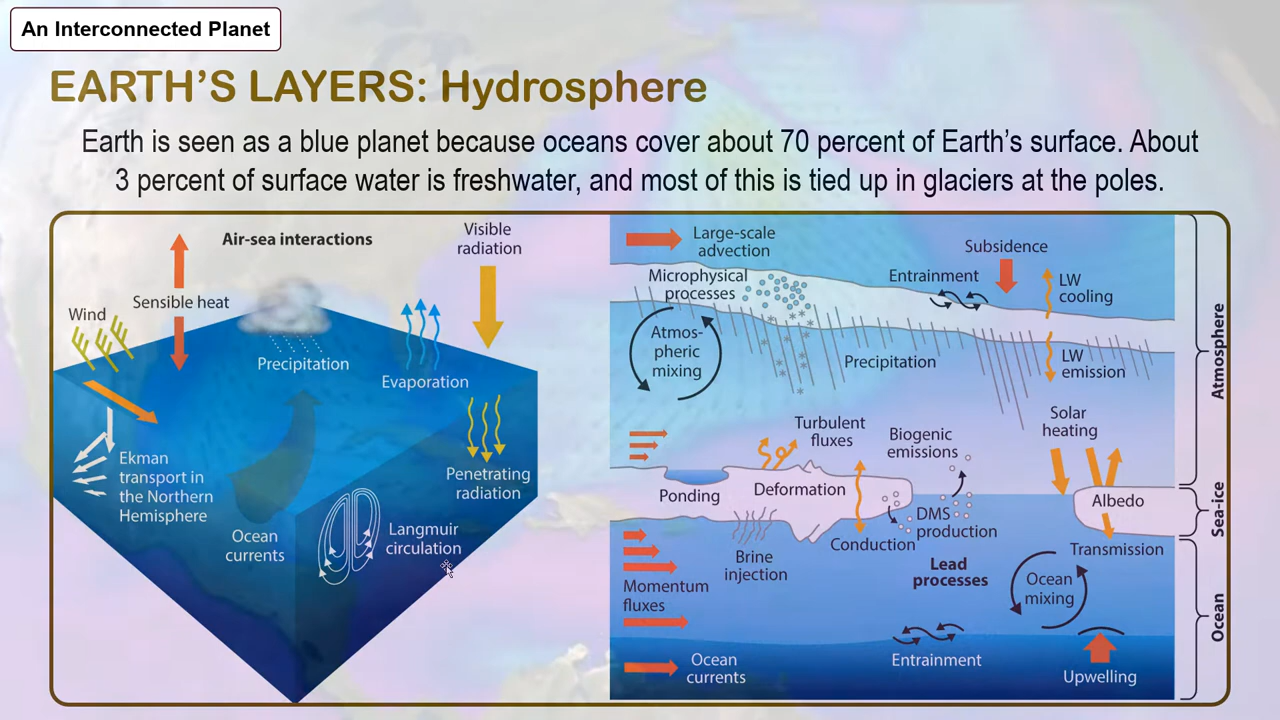 An Interconnected Planet
EARTH'S LAYERS: Hydrosphere
Earth is seen as a blue planet because oceans cover about 70 percent of Earth's surface. About
3 percent of surface water is freshwater, and most of this is tied up in glaciers at the poles.
Air-sea interactions
Visible
radiation
Sensible heat
Wind
Precipitation
Evaporation
Ekman
transport in
the Northern
Hemisphere
Penetrating
radiation
Ocean
currents
Langmuir
circulation
Large-scale
advection
Subsidence
Microphysical
processes
Entrainment
LW
cooling
Atmos-
pheric
mixing
Precipitation
LW
emission
Atmosphere
Turbulent
fluxes
Biogenic
emissions
Solar
heating
Ponding
Deformation
Albedo
Sea-ice
DMS
production
Conduction
Transmission
Brine
injection
Lead
processes
Momentum
fluxes
Ocean
mixing
Ocean
Ocean
currents
Entrainment
Upwelling